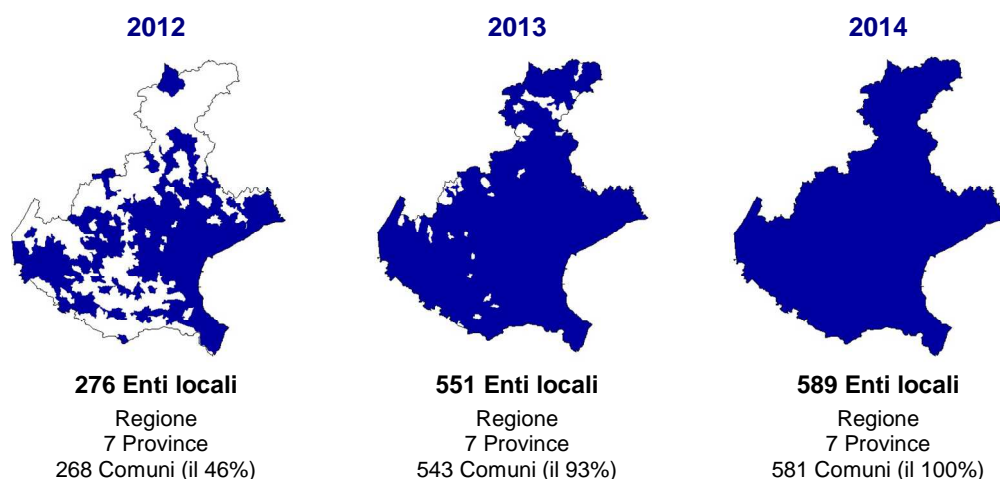 2012
276 Enti locali
Regione
7 Province
268 Comuni (il 46%)
2013
551 Enti locali
Regione
7 Province
543 Comuni (il 93%)
2014
589 Enti locali
Regione
7 Province
581 Comuni (il 100%)